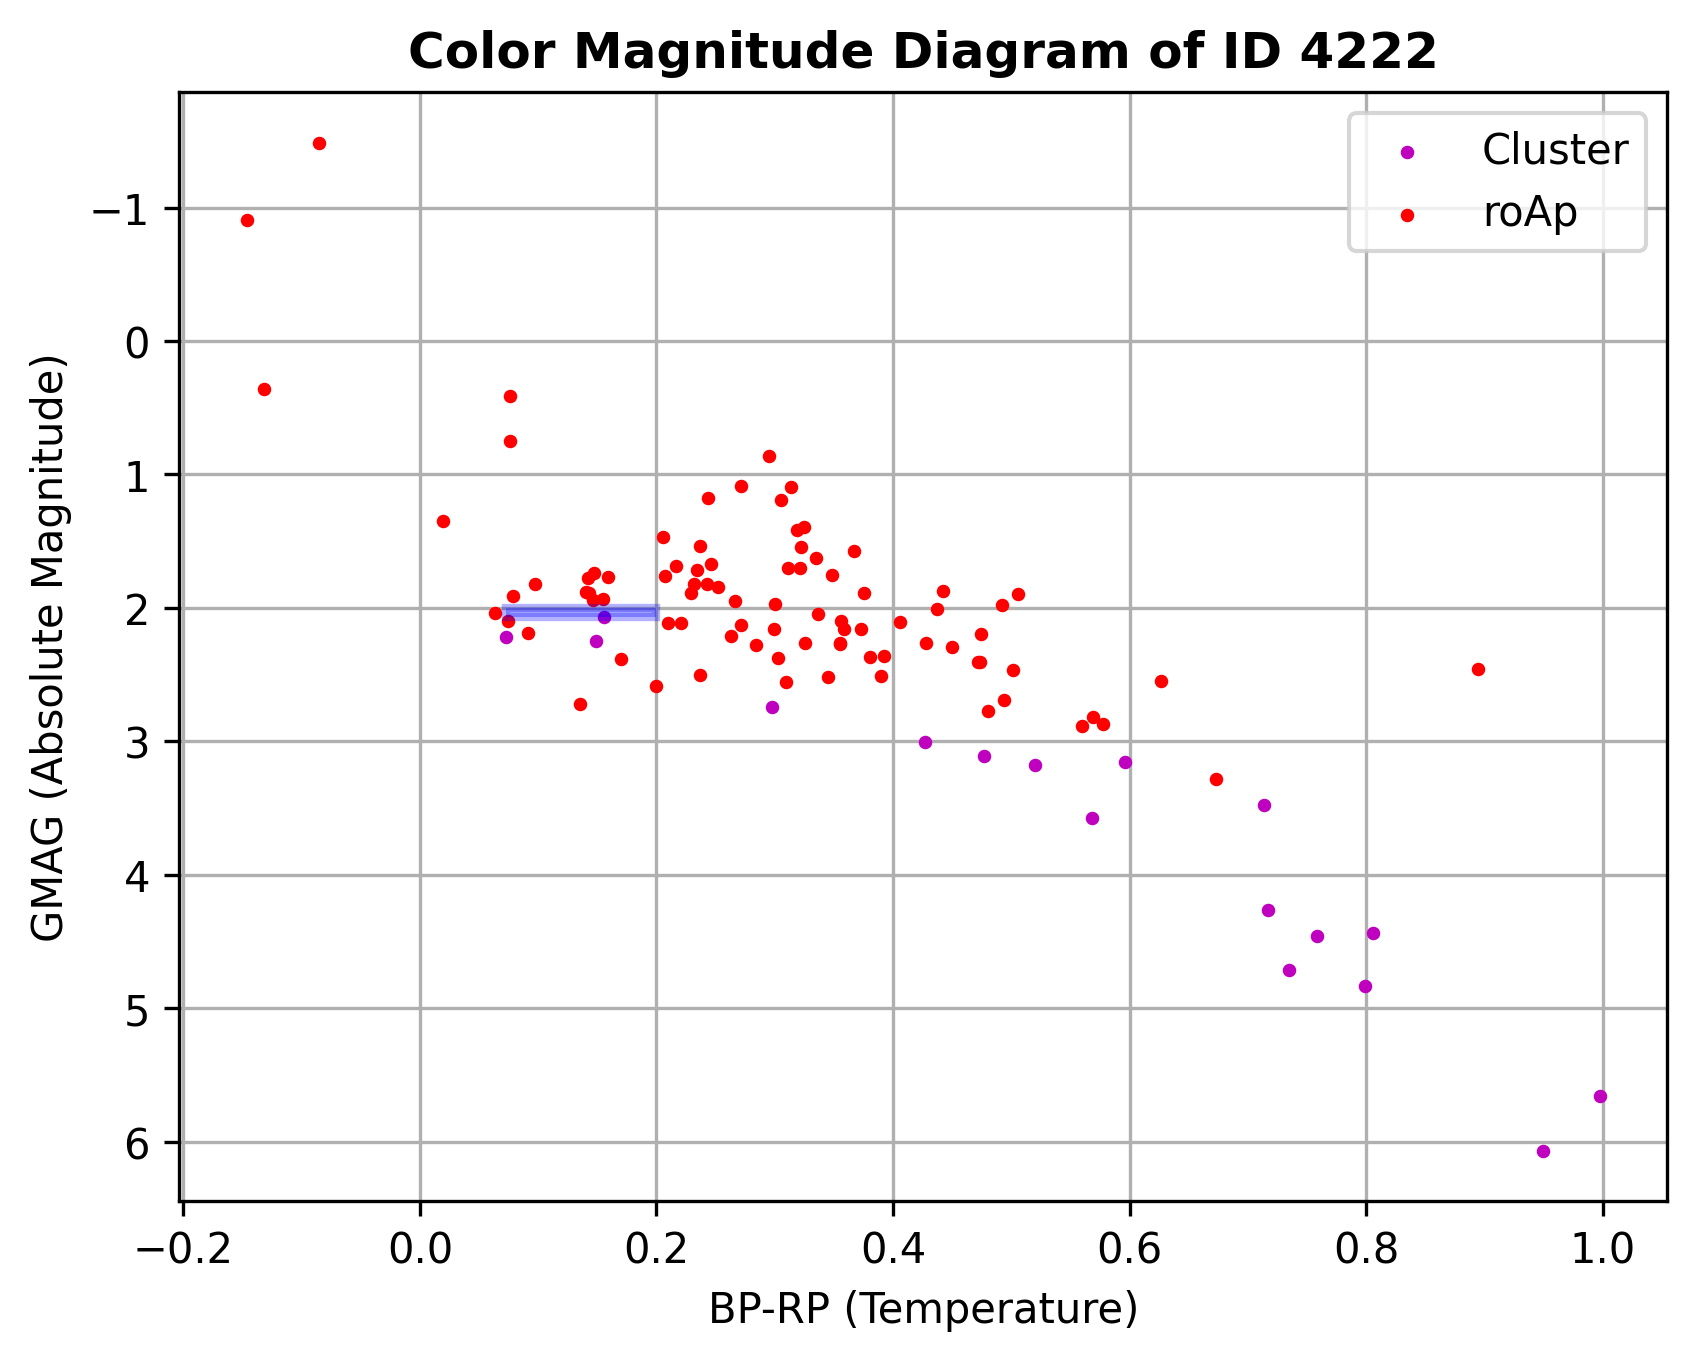 Color Magnitude Diagram of ID 4222
Cluster
roAp
−1
0
1
2
3
4
5
6
GMAG (Absolute Magnitude)
−0.2 0.0 0.2 0.4 0.6 0.8 1.0
BP-RP (Temperature)